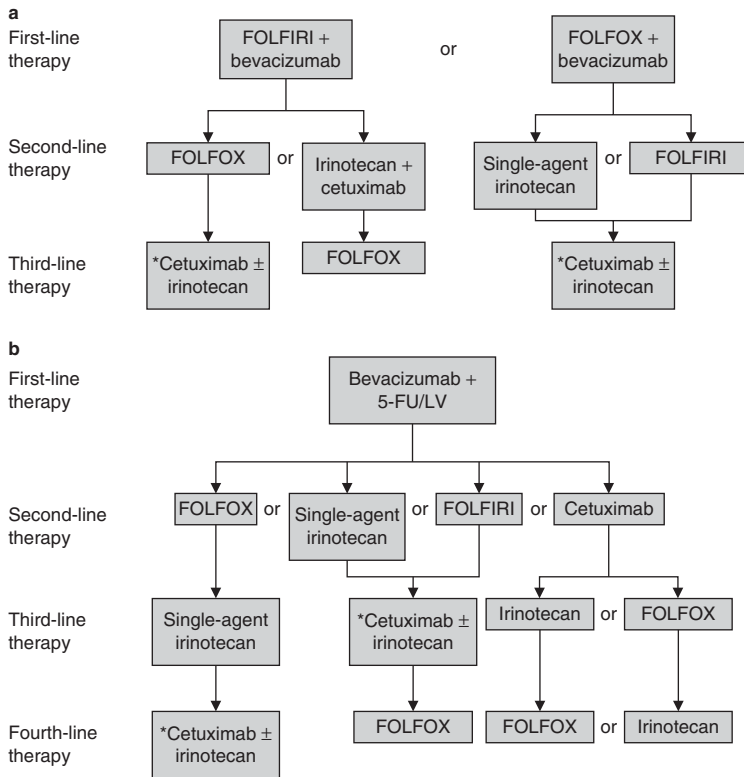 a
First-line
therapy
FOLFIRI +
bevacizumab
or
FOLFOX +
bevacizumab
Second-line
therapy
FOLFOX
or
Irinotecan +
cetuximab
Single-agent
irinotecan
or
FOLFIRI
Third-line
therapy
*Cetuximab ±
irinotecan
FOLFOX
*Cetuximab ±
irinotecan
b
First-line
therapy
Bevacizumab +
5-FU/LV
Second-line
therapy
FOLFOX
or
Single-agent
irinotecan
or
FOLFIRI
or
Cetuximab
Third-line
therapy
Single-agent
irinotecan
*Cetuximab ±
irinotecan
Irinotecan
or
FOLFOX
Fourth-line
therapy
*Cetuximab ±
irinotecan
FOLFOX
FOLFOX
or
Irinotecan